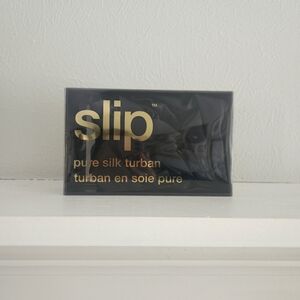 slip™
pure silk turban
turban en soie pure